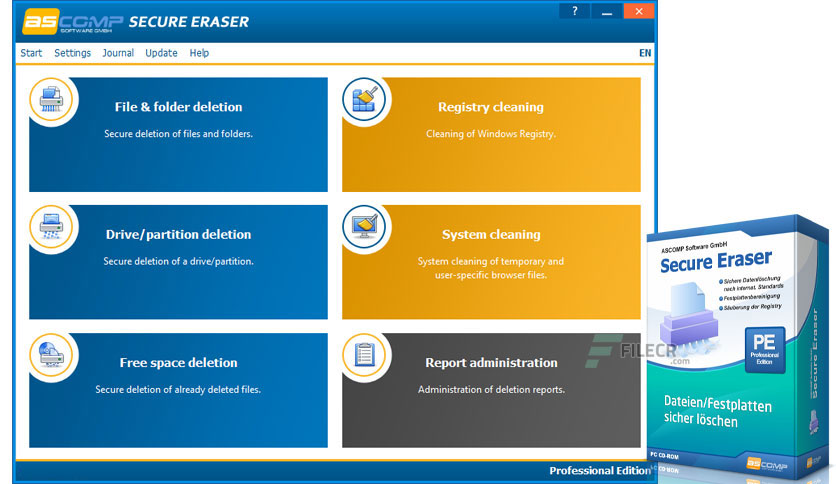 ?
ascomp SECURE ERASER
SOFTWARE GMBH
Start Settings Journal Update Help EN
File & folder deletion
Secure deletion of files and folders.
Registry cleaning
Cleaning of Windows Registry.
Drive/partition deletion
Secure deletion of a drive/partition.
System cleaning
System cleaning of temporary and
user-specific browser files.
Free space deletion
Secure deletion of already deleted files.
Report administration
Administration of deletion reports.
Professional Edition
FILECR
.com
ASCOMP Software GmbH
Secure Eraser
Sichere Datenlöschung
nach internat. Standards
Festplattenbereinigung
Säuberung der Registry
PE
Professional
Edition
Dateien/Festplatten
sicher löschen
PC CD-ROM
ascomp
Secure Eraser
ascomp